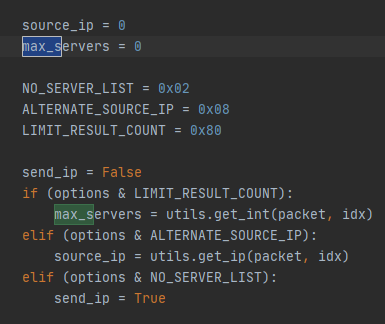 source_ip = 0
max_servers = 0
NO_SERVER_LIST = 0x02
ALTERNATE_SOURCE_IP = 0x08
LIMIT_RESULT_COUNT = 0x80
send_ip = False
if (options & LIMIT_RESULT_COUNT):
    max_servers = utils.get_int(packet, idx)
elif (options & ALTERNATE_SOURCE_IP):
    source_ip = utils.get_ip(packet, idx)
elif (options & NO_SERVER_LIST):
    send_ip = True